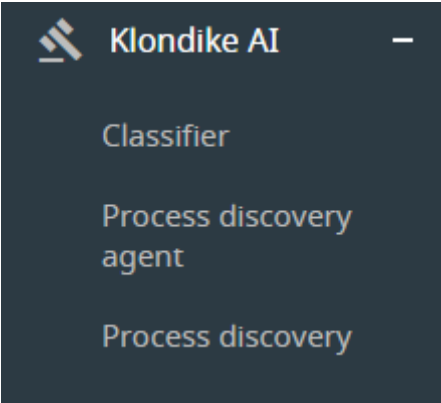 Klondike AI
Classifier
Process discovery
agent
Process discovery